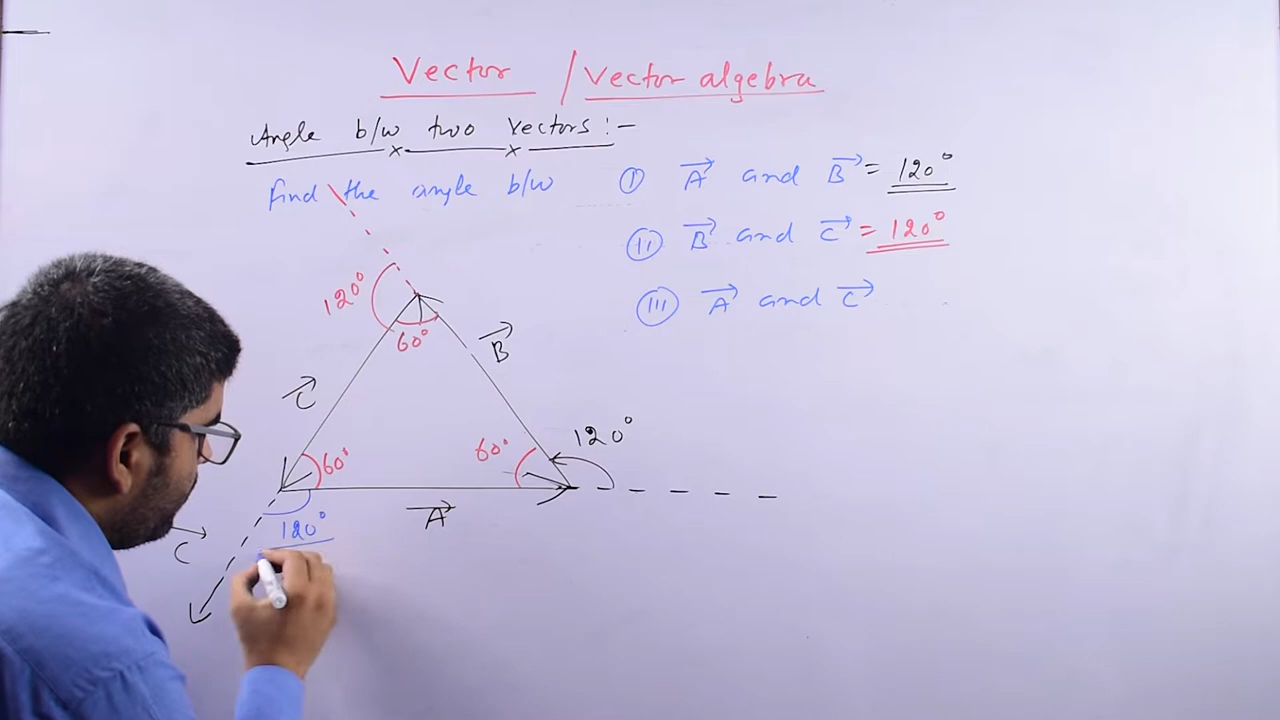 Vector / Vector algebra
Angle b/w two vectors :-
find the angle b/w
(I) A and B = 120°
(II) B and C = 120°
(III) A and C
120°
60°
B
C
60°
60°
120°
A
120°
C